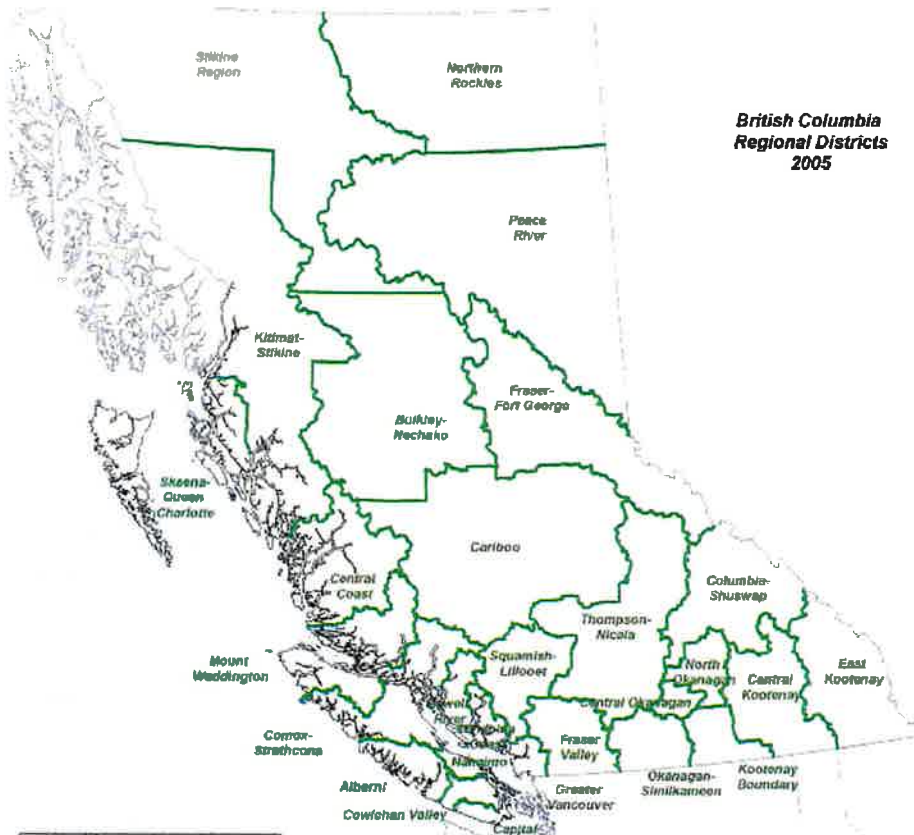 Stikine
Region
Northern
Rockies
British Columbia
Regional Districts
2005
Peace
River
Kitimat-
Stikine
Fraser-
Fort George
Bulkley-
Nechako
Skeena-
Queen
Charlotte
Cariboo
Central
Coast
Columbia-
Shuswap
Thompson-
Nicola
Mount
Waddington
Squamish-
Lillooet
North
Okanagan
Central
Kootenay
East
Kootenay
Central Okanagan
River
Comox-
Strathcona
Fraser
Valley
Nanaimo
Alberni
Greater
Vancouver
Okanagan-
Similkameen
Kootenay
Boundary
Cowichan Valley
Capital